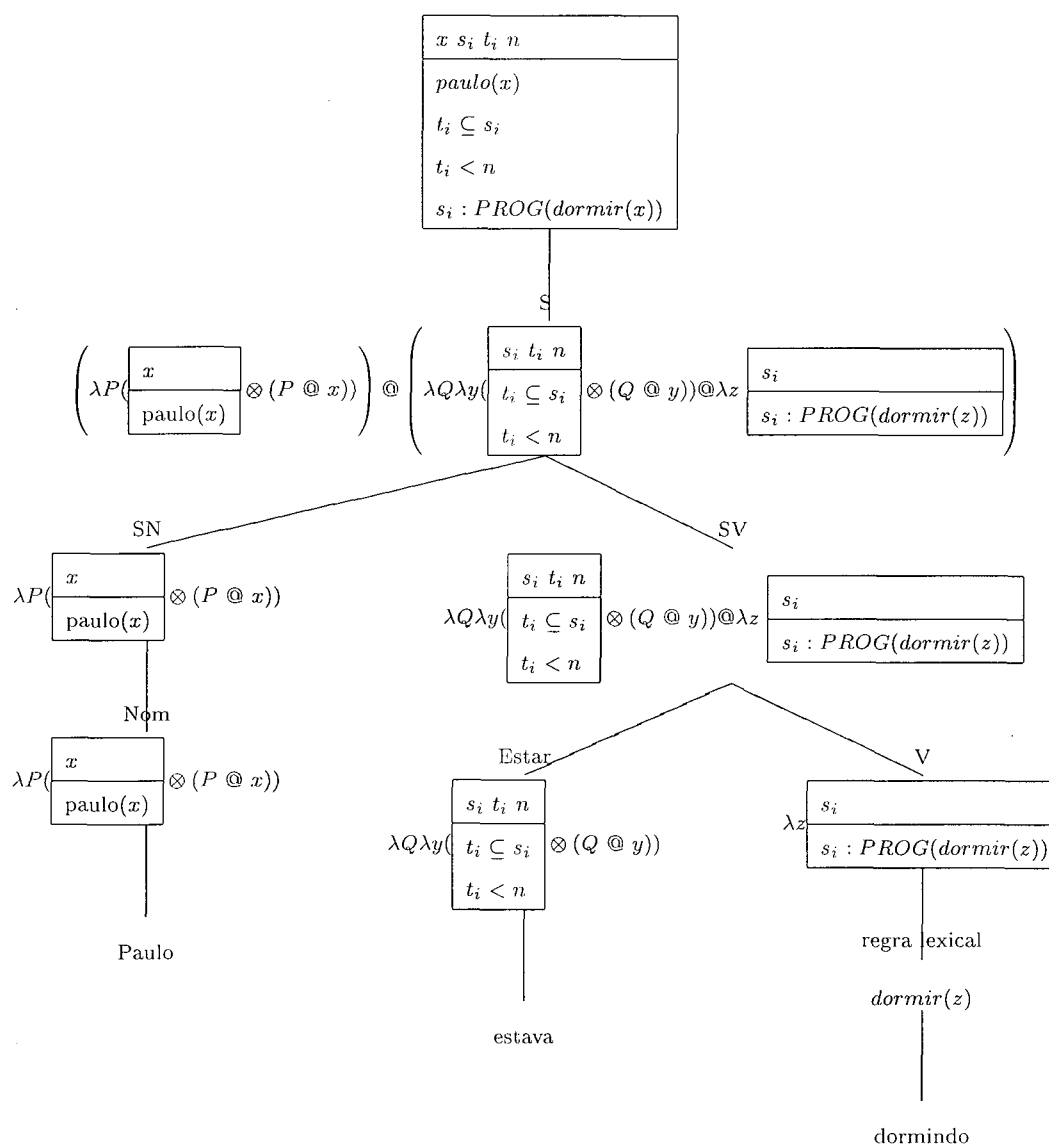 x s_i t_i n
paulo(x)
t_i ⊆ s_i
t_i < n
s_i : PROG(dormir(x))
S
(λP( x paulo(x) ⊗ (P @ x)) ) @ ( λQλy( s_i t_i n t_i ⊆ s_i t_i < n ⊗ (Q @ y))@λz s_i s_i : PROG(dormir(z)) )
SN SV
λP( x paulo(x) ⊗ (P @ x)) λQλy( s_i t_i n t_i ⊆ s_i t_i < n ⊗ (Q @ y))@λz s_i s_i : PROG(dormir(z))
Nom Estar V
λP( x paulo(x) ⊗ (P @ x)) λQλy( s_i t_i n t_i ⊆ s_i t_i < n ⊗ (Q @ y)) λz s_i s_i : PROG(dormir(z))
Paulo regra lexical
dormir(z)
estava
dormindo